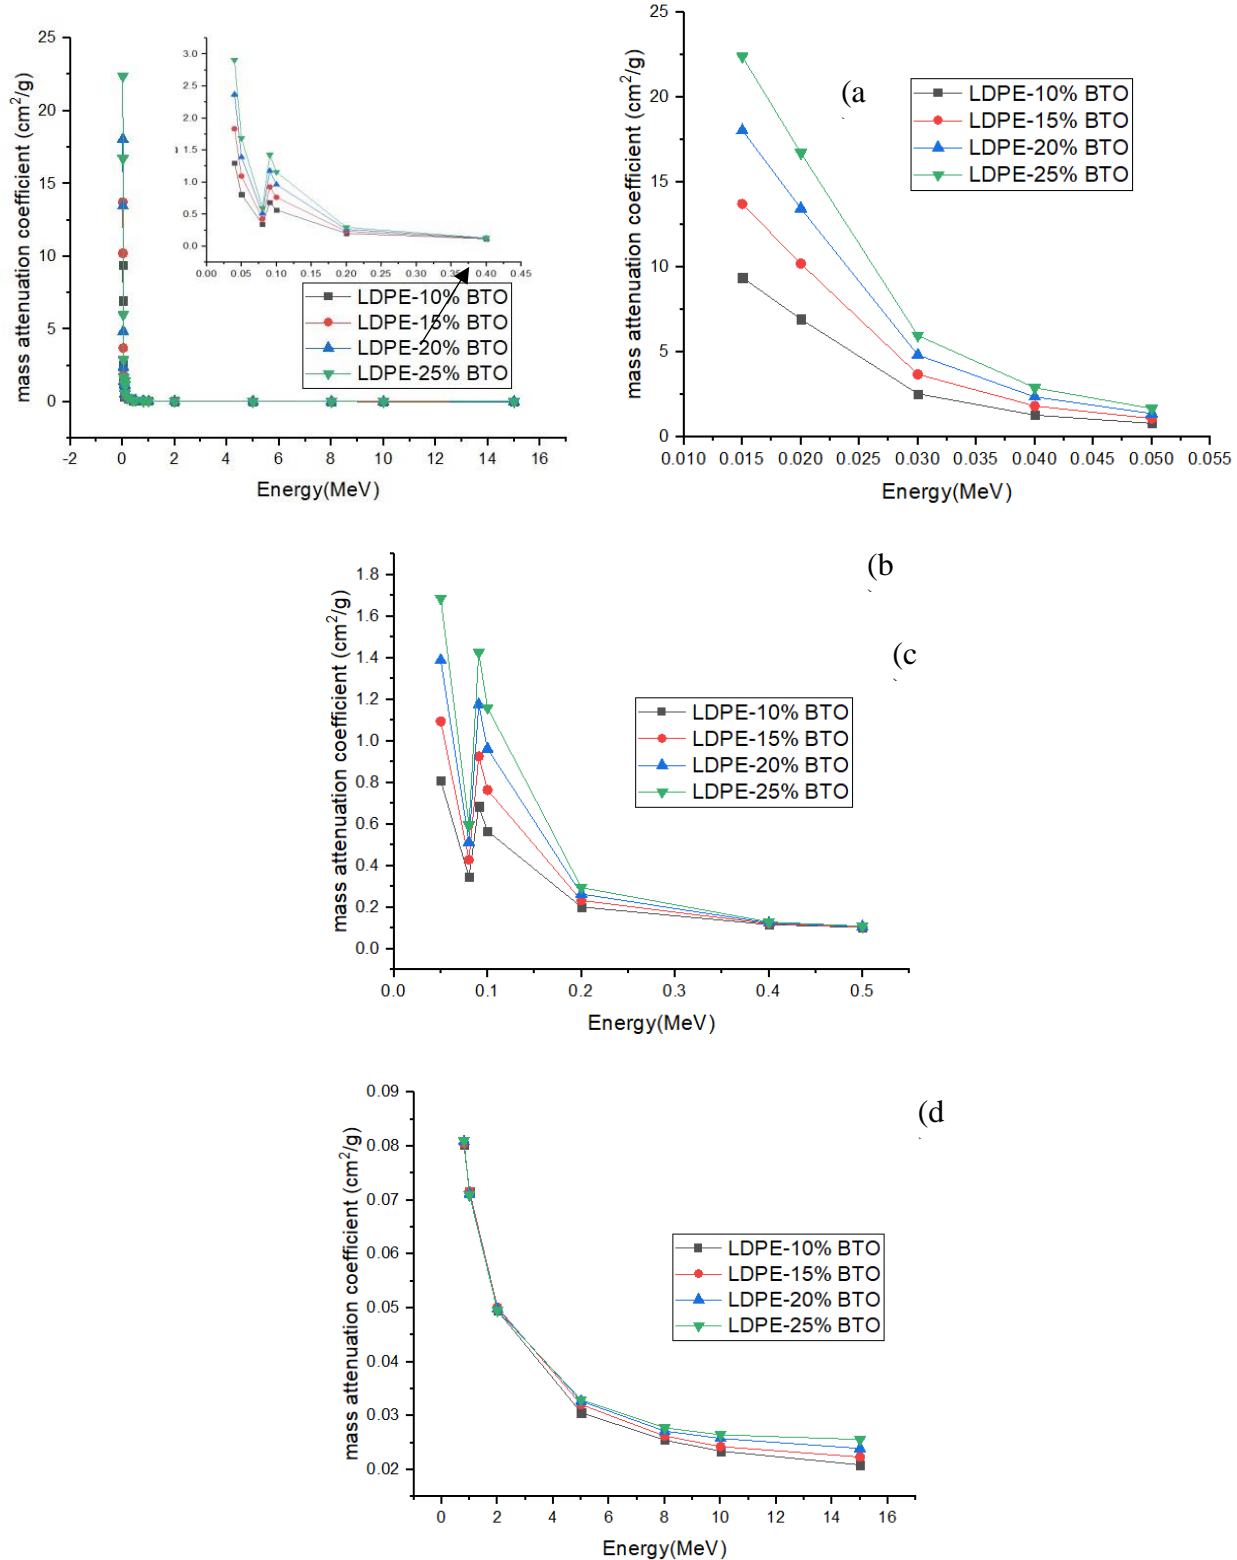 mass attenuation coefficient (cm²/g)
25
20
15
10
5
0
-2 0 2 4 6 8 10 12 14 16
Energy(MeV)
3.0
2.5
2.0
1.0
0.5
0.0
0.00 0.05 0.10 0.15 0.20 0.25 0.30 0.35 0.40 0.45
LDPE-10% BTO
LDPE-15% BTO
LDPE-20% BTO
LDPE-25% BTO
(a
mass attenuation coefficient (cm²/g)
25
20
15
10
5
0
0.010 0.015 0.020 0.025 0.030 0.035 0.040 0.045 0.050 0.055
Energy(MeV)
LDPE-10% BTO
LDPE-15% BTO
LDPE-20% BTO
LDPE-25% BTO
(b
(c
mass attenuation coefficient (cm²/g)
1.8
1.6
1.4
1.2
1.0
0.8
0.6
0.4
0.2
0.0
0.0 0.1 0.2 0.3 0.4 0.5
Energy(MeV)
LDPE-10% BTO
LDPE-15% BTO
LDPE-20% BTO
LDPE-25% BTO
(d
mass attenuation coefficient (cm²/g)
0.09
0.08
0.07
0.06
0.05
0.04
0.03
0.02
0 2 4 6 8 10 12 14 16
Energy(MeV)
LDPE-10% BTO
LDPE-15% BTO
LDPE-20% BTO
LDPE-25% BTO